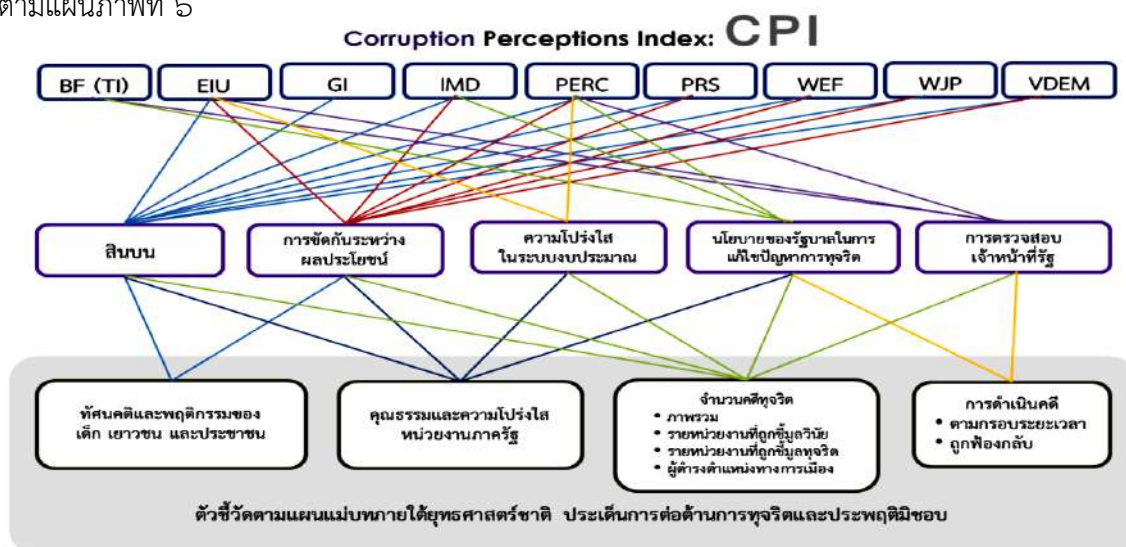 ตามแผนภาพที่ ๖
Corruption Perceptions Index: CPI
BF (TI) EIU GI IMD PERC PRS WEF WJP VDEM
สินบน
การขัดกันระหว่าง
ผลประโยชน์
ความโปร่งใส
ในระบบงบประมาณ
นโยบายของรัฐบาลในการ
แก้ไขปัญหาการทุจริต
การตรวจสอบ
เจ้าหน้าที่รัฐ
ทัศนคติและพฤติกรรมของ
เด็ก เยาวชน และประชาชน
คุณธรรมและความโปร่งใส
หน่วยงานภาครัฐ
จำนวนคดีทุจริต
• ภาพรวม
• รายหน่วยงานที่ถูกชี้มูลวินัย
• รายหน่วยงานที่ถูกชี้มูลทุจริต
• ผู้ดำรงตำแหน่งทางการเมือง
การดำเนินคดี
• ตามกรอบระยะเวลา
• ถูกฟ้องกลับ
ตัวชี้วัดตามแผนแม่บทภายใต้ยุทธศาสตร์ชาติ ประเด็นการต่อต้านการทุจริตและประพฤติมิชอบ